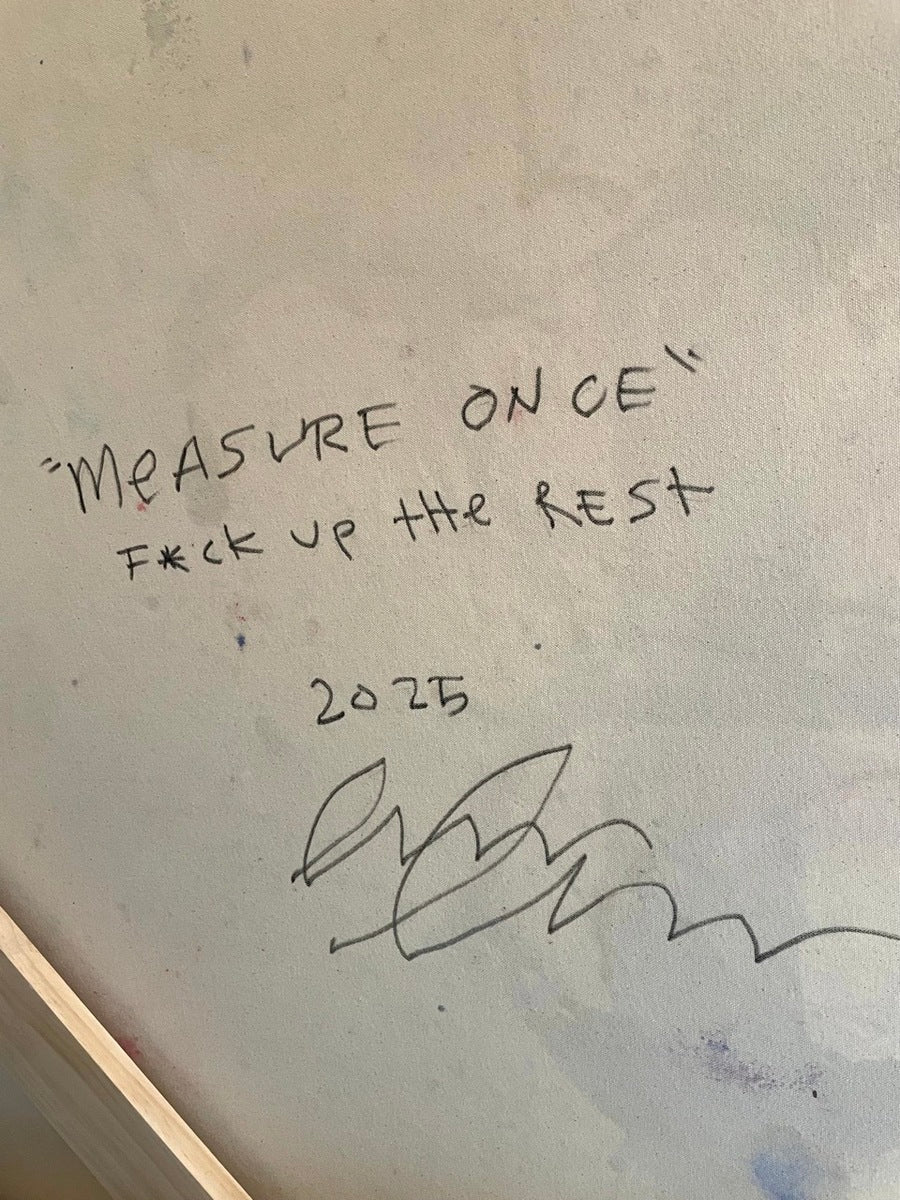 "MeASURE ONCE"
F*ck up tHe RESt
2025